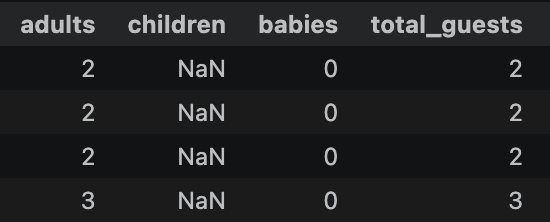 adults children babies total_guests
2 NaN 0 2
2 NaN 0 2
2 NaN 0 2
3 NaN 0 3